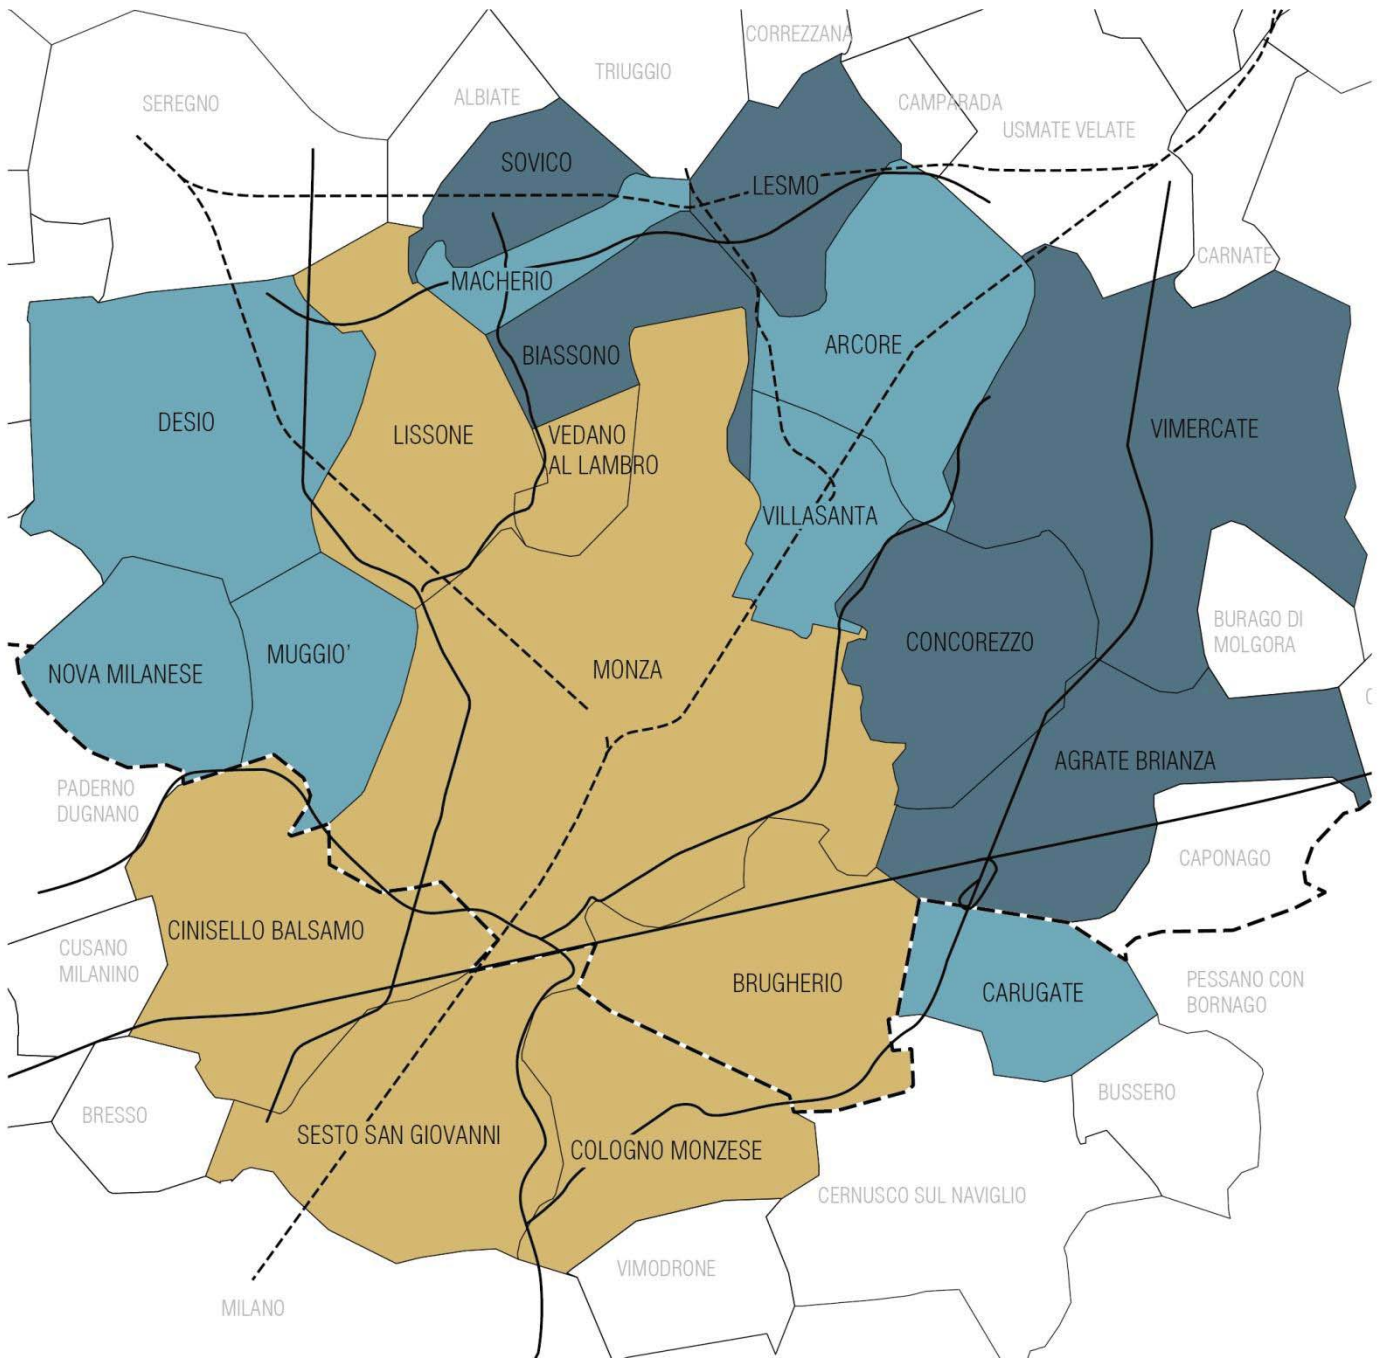 CORREZZANA
TRIUGGIO
ALBIATE
SEREGNO
CAMPARADA
USMATE VELATE
SOVICO
LESMO
CARNATE
MACHERIO
BIASSONO
ARCORE
DESIO
LISSONE
VEDANO
AL LAMBRO
VIMERCATE
VILLASANTA
BURAGO DI
MOLGORA
CONCOREZZO
MUGGIO'
NOVA MILANESE
MONZA
AGRATE BRIANZA
PADERNO
DUGNANO
CAPONAGO
CINISELLO BALSAMO
CUSANO
MILANINO
BRUGHERIO
CARUGATE
PESSANO CON
BORNAGO
BUSSERO
BRESSO
SESTO SAN GIOVANNI
COLOGNO MONZESE
CERNUSCO SUL NAVIGLIO
VIMODRONE
MILANO